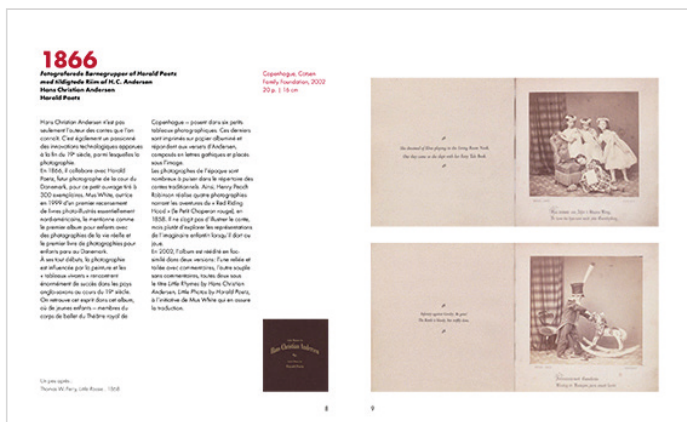 1866
Fotograferede Børnegrupper af Harald Paetz
med tildigtede Riim af H.C. Andersen
Hans Christian Andersen
Harald Paetz
Copenhague, Cotsen
Family Foundation, 2002
20 p. | 16 cm
Hans Christian Andersen n'est pas
seulement l'auteur des contes que l'on
connaît. C'est également un passionné
des innovations technologiques apparues
à la fin du 19e siècle, parmi lesquelles la
photographie.
En 1866, il collabore avec Harald
Paetz, futur photographe de la cour du
Danemark, pour ce petit ouvrage tiré à
300 exemplaires. Mus White, autrice
en 1999 d'un premier recensement
de livres photo-illustrés essentiellement
nord-américains, le mentionne comme
le premier album pour enfants avec
des photographies de la vie réelle et
le premier livre de photographies pour
enfants paru au Danemark.
À ses tout débuts, la photographie
est influencée par la peinture et les
« tableaux vivants » rencontrent
énormément de succès dans les pays
anglo-saxons au cours du 19e siècle.
On retrouve cet esprit dans cet album,
où de jeunes enfants – membres du
corps de ballet du Théâtre royal de
Copenhague – posent dans six petits
tableaux photographiques. Ces derniers
sont imprimés sur papier albuminé et
répondent aux versets d'Andersen,
composés en lettres gothiques et placés
sous l'image.
Les photographes de l'époque sont
nombreux à puiser dans le répertoire des
contes traditionnels. Ainsi, Henry Peach
Robinson réalise quatre photographies
narrant les aventures du « Red Riding
Hood » (le Petit Chaperon rouge), en
1858. Il ne s'agit pas d'illustrer le conte,
mais plutôt d'explorer les représentations
de l'imaginaire enfantin lorsqu'il dort ou
joue.
En 2002, l'album est réédité en fac-
similé dans deux versions : l'une reliée et
toilée avec commentaires, l'autre souple
sans commentaires, toutes deux sous
le titre Little Rhymes by Hans Christian
Andersen, Little Photos by Harald Paetz,
à l'initiative de Mus White qui en assure
la traduction.
Un peu après...
Thomas W. Parry, Little Rosee, 1868
Hans Christian Andersen
8
9